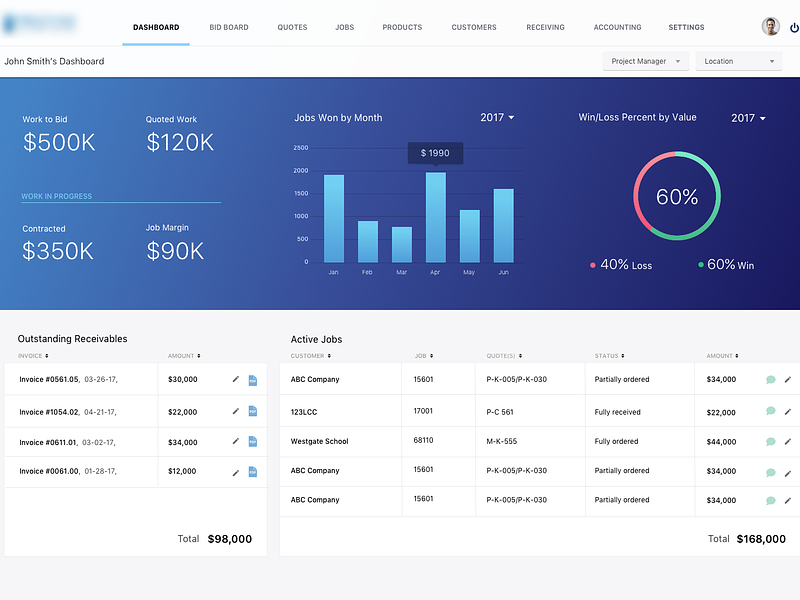 DASHBOARD BID BOARD QUOTES JOBS PRODUCTS CUSTOMERS RECEIVING ACCOUNTING SETTINGS
John Smith's Dashboard Project Manager Location
Work to Bid Quoted Work
$500K $120K
WORK IN PROGRESS
Contracted Job Margin
$350K $90K
Jobs Won by Month 2017
$ 1990
2500
2000
1500
1000
500
0
Jan Feb Mar Apr May Jun
Win/Loss Percent by Value 2017
60%
40% Loss 60% Win
Outstanding Receivables
INVOICE AMOUNT
Invoice #0561.05, 03-26-17, $30,000
Invoice #1054.02, 04-21-17, $22,000
Invoice #0611.01, 03-02-17, $34,000
Invoice #0061.00, 01-28-17, $12,000
Total $98,000
Active Jobs
CUSTOMER JOB QUOTE(S) STATUS AMOUNT
ABC Company 15601 P-K-005/P-K-030 Partially ordered $34,000
123LCC 17001 P-C 561 Fully received $22,000
Westgate School 68110 M-K-555 Fully ordered $44,000
ABC Company 15601 P-K-005/P-K-030 Partially ordered $34,000
ABC Company 15601 P-K-005/P-K-030 Partially ordered $34,000
Total $168,000